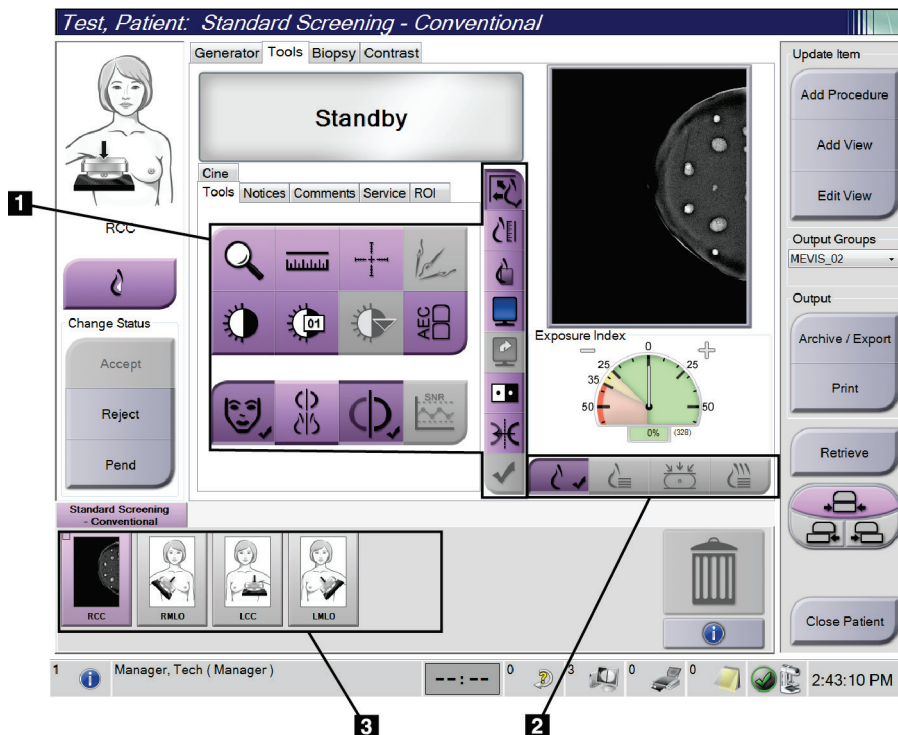 Test, Patient: Standard Screening - Conventional
Generator Tools Biopsy Contrast
Standby
Cine
Tools Notices Comments Service ROI
1
RCC
01
AEC
SNR
Change Status
Accept
Reject
Pend
Exposure Index
0
25 25
35
50 50
0% (328)
Update Item
Add Procedure
Add View
Edit View
Output Groups
MEVIS_02
Output
Archive / Export
Print
Retrieve
Close Patient
Standard Screening
- Conventional
RCC RMLO LCC LMLO
1 Manager, Tech ( Manager ) --:-- 0 3 0 0 2:43:10 PM
3 2